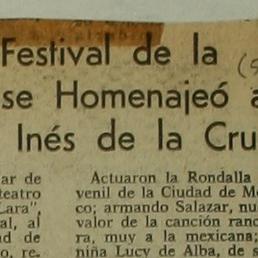 Festival de la
se Homenajeó a
Inés de la Cru
ar de
teatro
Lara",
al, al
d de
o, re-
Actuaron la Rondalla
venil de la Ciudad de Mé
co; armando Salazar, nu
valor de la canción ranc
ra, muy a la mexicana;
niña Lucy de Alba, de s